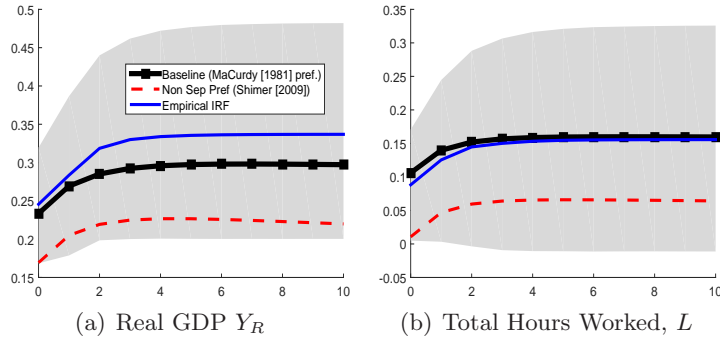 0.5
0.45
0.4
0.35
0.3
0.25
0.2
0.15
0 2 4 6 8 10
Baseline (MaCurdy [1981] pref.)
Non Sep Pref (Shimer [2009])
Empirical IRF
(a) Real GDP Y_R
0.35
0.3
0.25
0.2
0.15
0.1
0.05
0
-0.05
0 2 4 6 8 10
(b) Total Hours Worked, L